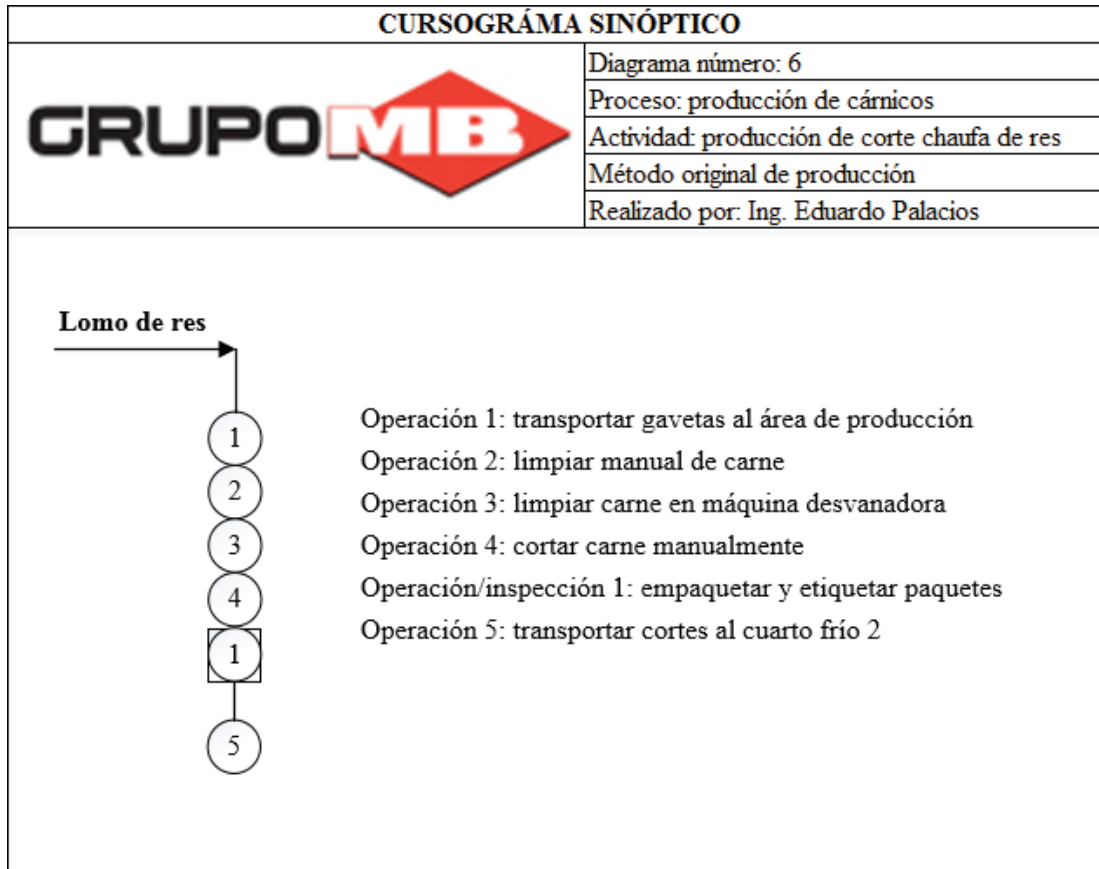 CURSOGRÁMA SINÓPTICO
GRUPO MB
Diagrama número: 6
Proceso: producción de cárnicos
Actividad: producción de corte chaufa de res
Método original de producción
Realizado por: Ing. Eduardo Palacios
Lomo de res
1
Operación 1: transportar gavetas al área de producción
2
Operación 2: limpiar manual de carne
3
Operación 3: limpiar carne en máquina desvanadora
4
Operación 4: cortar carne manualmente
1
Operación/inspección 1: empaquetar y etiquetar paquetes
5
Operación 5: transportar cortes al cuarto frío 2